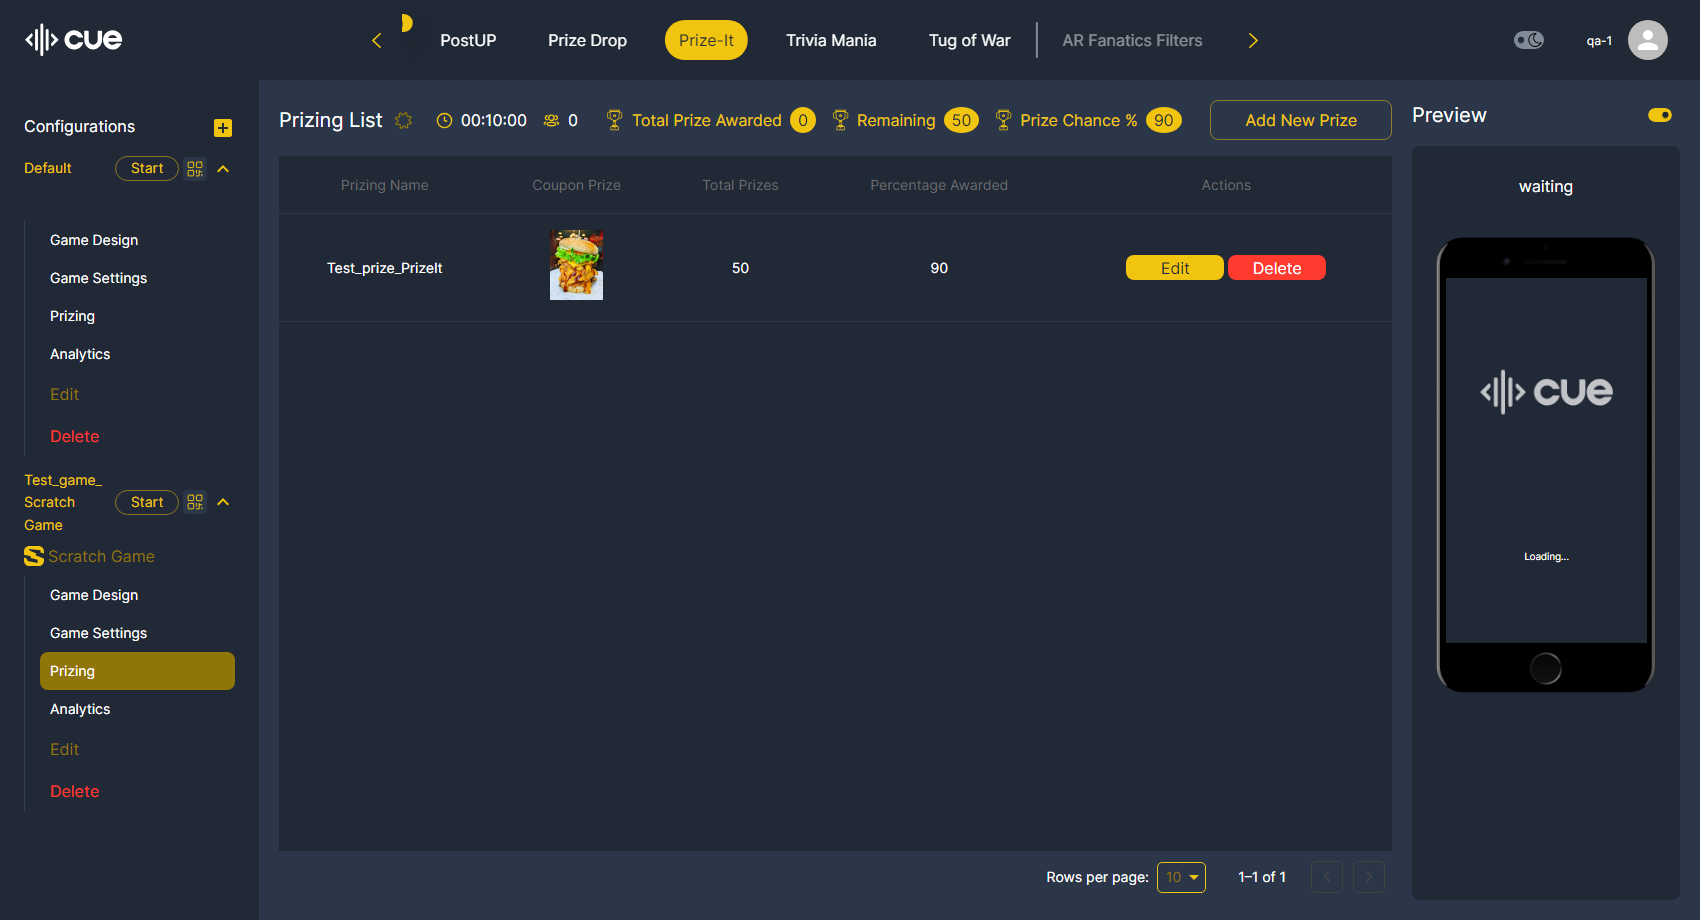 cue
PostUP
Prize Drop
Prize-It
Trivia Mania
Tug of War
AR Fanatics Filters
qa-1
Configurations
Default
Start
Game Design
Game Settings
Prizing
Analytics
Edit
Delete
Test_game_
Scratch
Game
Start
Scratch Game
Game Design
Game Settings
Prizing
Analytics
Edit
Delete
Prizing List
00:10:00
0
Total Prize Awarded 0
Remaining 50
Prize Chance % 90
Add New Prize
Prizing Name
Coupon Prize
Total Prizes
Percentage Awarded
Actions
Test_prize_PrizeIt
50
90
Edit
Delete
Rows per page: 10
1–1 of 1
Preview
waiting
cue
Loading...